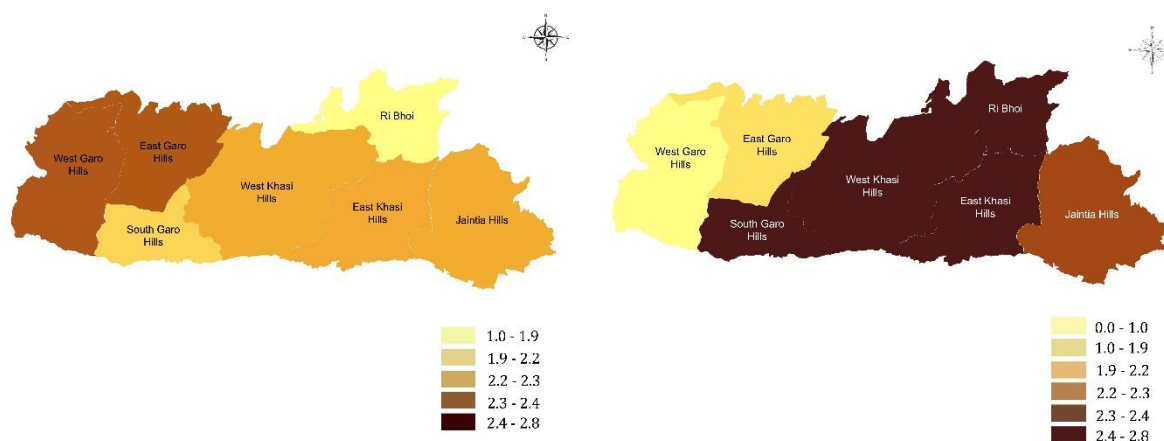 Ri Bhoi
West Garo
Hills
East Garo
Hills
West Khasi
Hills
East Khasi
Hills
Jaintia Hills
South Garo
Hills
1.0 - 1.9
1.9 - 2.2
2.2 - 2.3
2.3 - 2.4
2.4 - 2.8
Ri Bhoi
West Garo
Hills
East Garo
Hills
West Khasi
Hills
East Khasi
Hills
Jaintia Hills
South Garo
Hills
0.0 - 1.0
1.0 - 1.9
1.9 - 2.2
2.2 - 2.3
2.3 - 2.4
2.4 - 2.8